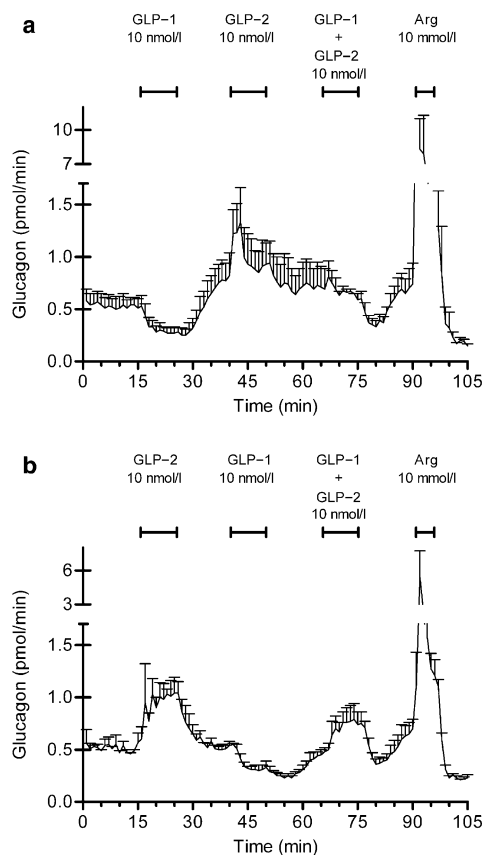 a
GLP−1
10 nmol/l
GLP−2
10 nmol/l
GLP−1
+
GLP−2
10 nmol/l
Arg
10 mmol/l
Glucagon (pmol/min)
10
7
1.5
1.0
0.5
0.0
0 15 30 45 60 75 90 105
Time (min)
b
GLP−2
10 nmol/l
GLP−1
10 nmol/l
GLP−1
+
GLP−2
10 nmol/l
Arg
10 mmol/l
Glucagon (pmol/min)
6
3
1.5
1.0
0.5
0.0
0 15 30 45 60 75 90 105
Time (min)